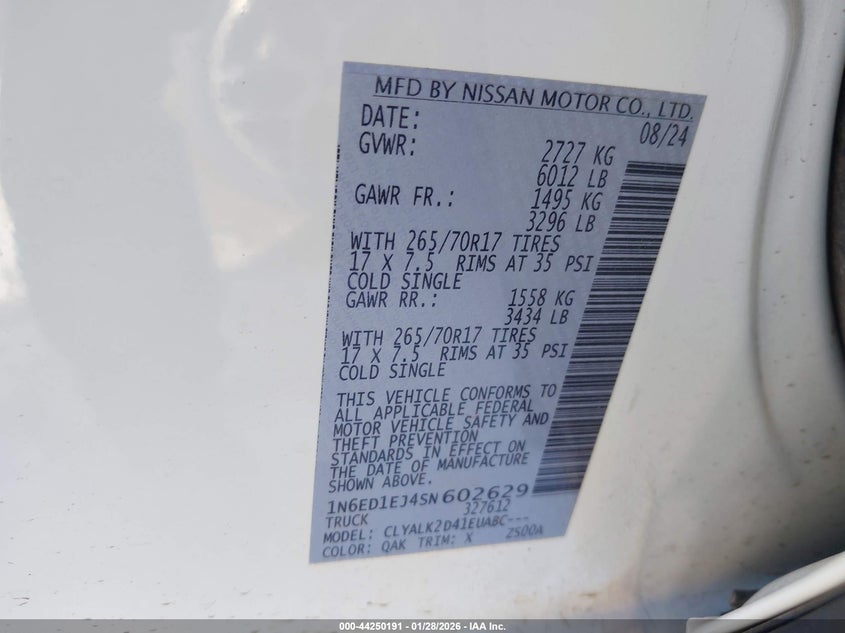 MFD BY NISSAN MOTOR CO., LTD.
DATE: 08/24
GVWR: 2727 KG
6012 LB
GAWR FR.: 1495 KG
3296 LB
WITH 265/70R17 TIRES
17 X 7.5 RIMS AT 35 PSI
COLD SINGLE
GAWR RR.: 1558 KG
3434 LB
WITH 265/70R17 TIRES
17 X 7.5 RIMS AT 35 PSI
COLD SINGLE
THIS VEHICLE CONFORMS TO
ALL APPLICABLE FEDERAL
MOTOR VEHICLE SAFETY AND
THEFT PREVENTION
STANDARDS IN EFFECT ON
THE DATE OF MANUFACTURE
SHOWN ABOVE.
1N6ED1EJ4SN602629
TRUCK 327612
MODEL: CLYALK2D41EUABC---
COLOR: QAK TRIM: X 2S00A
000-44250191 - 01/28/2026 - IAA Inc.